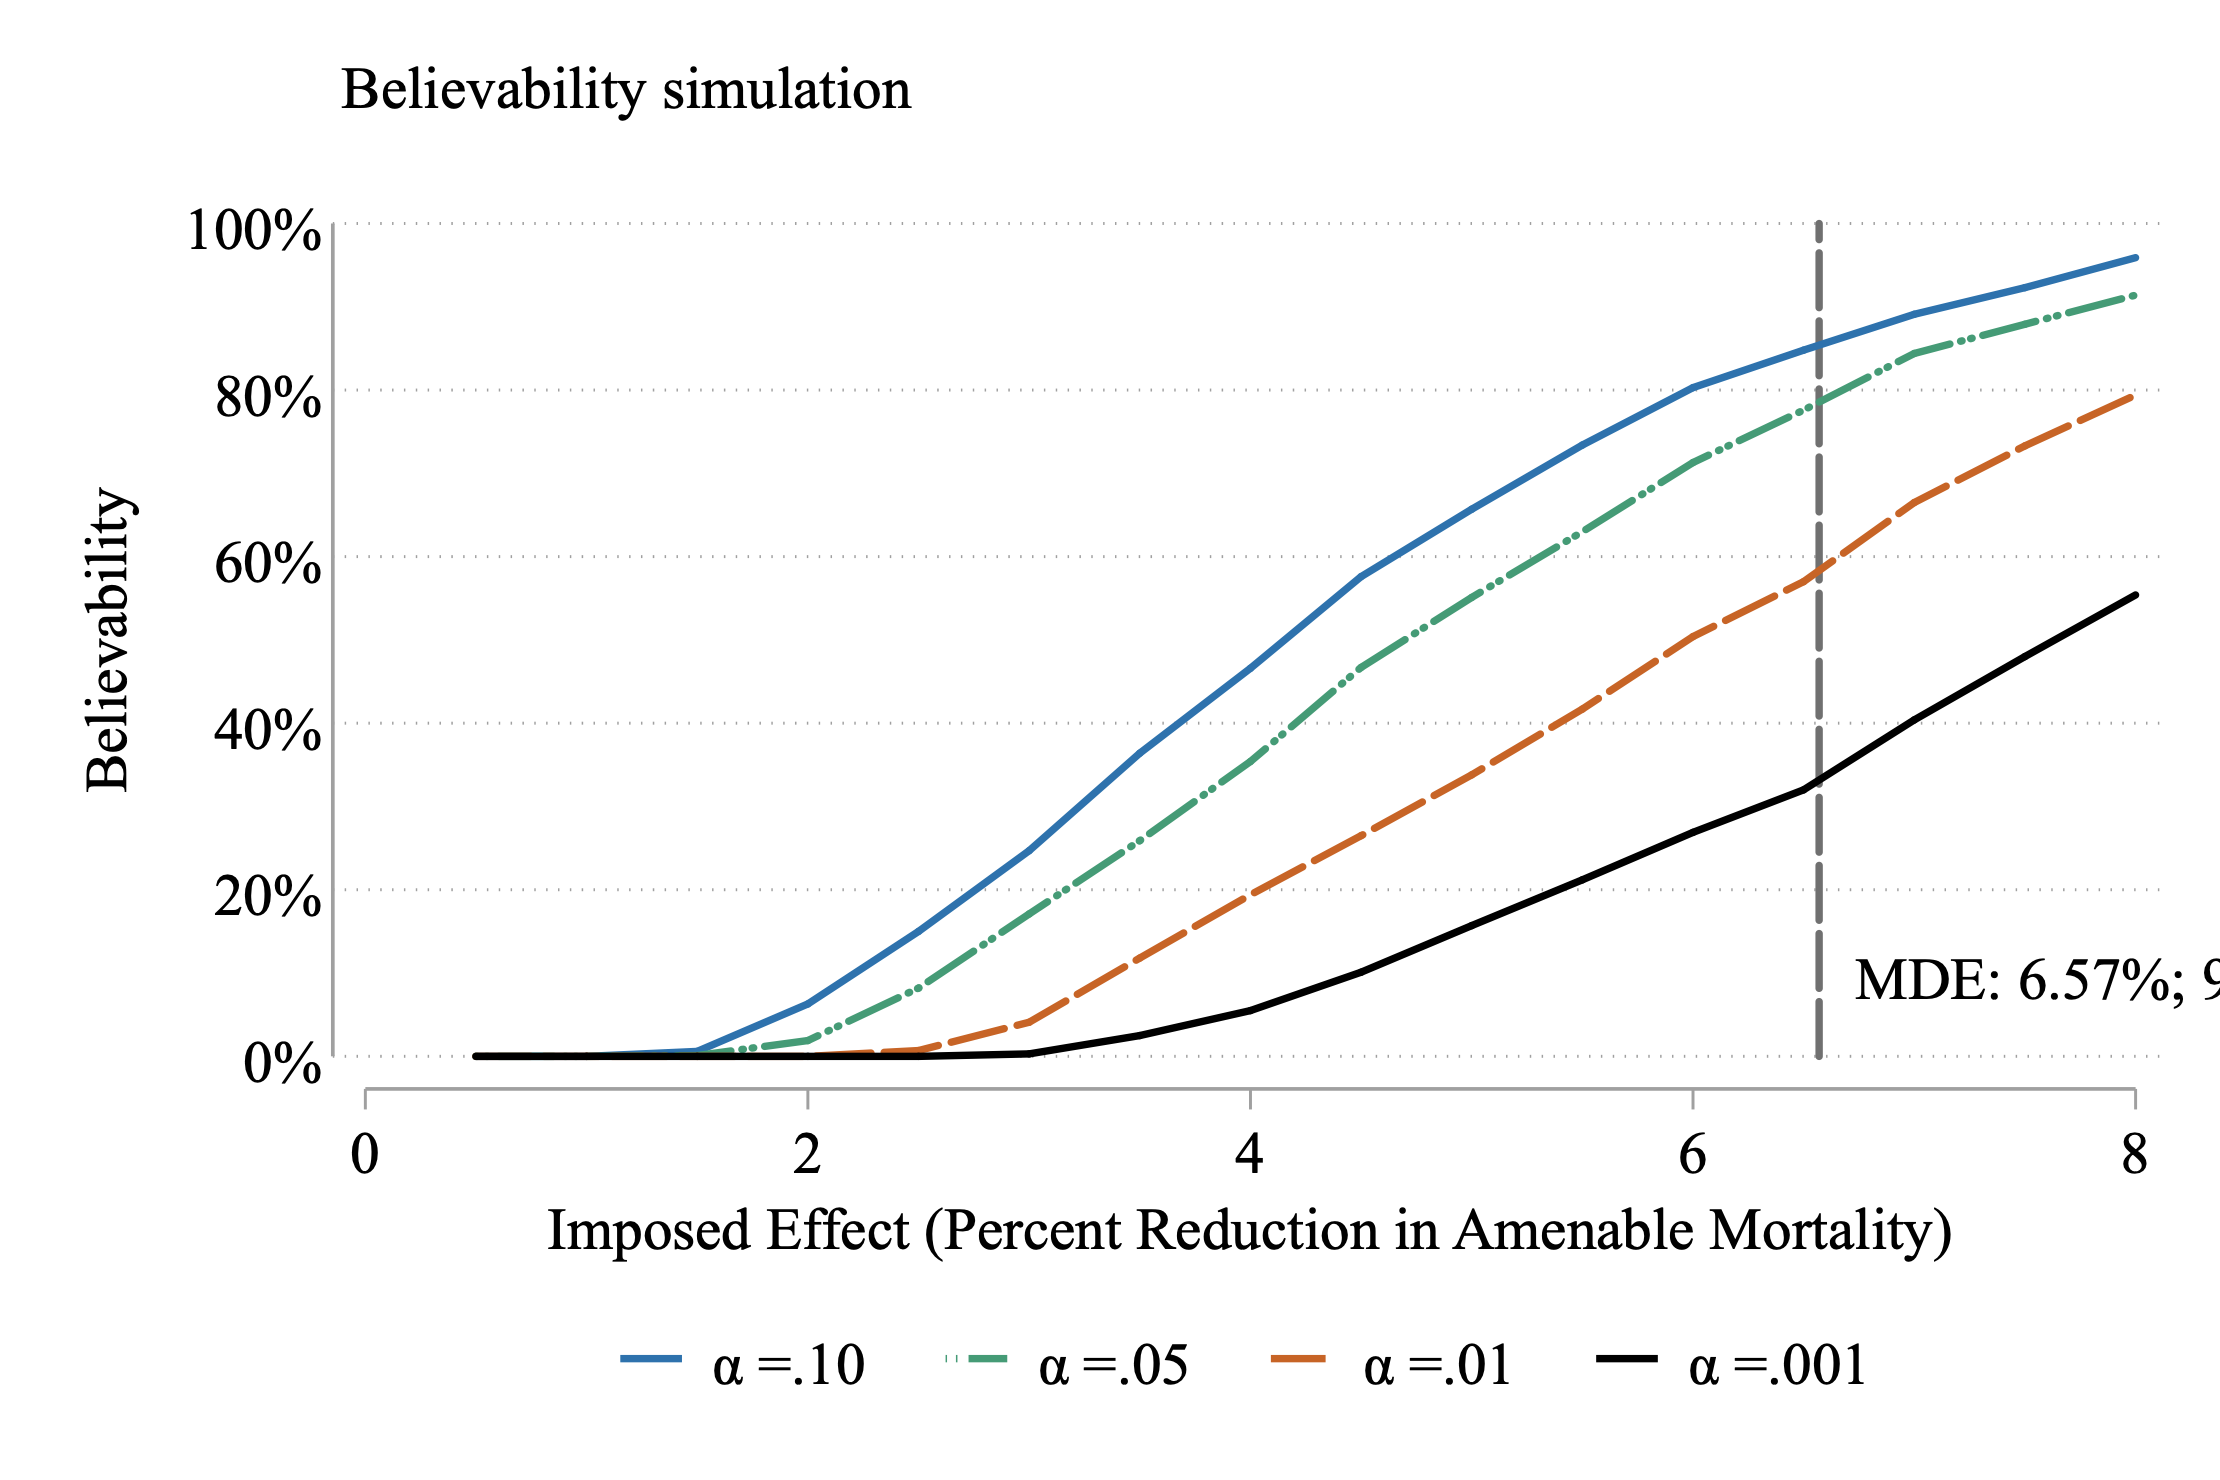 Believability simulation
100%
80%
60%
40%
20%
0%
Believability
MDE: 6.57%; 9
0 2 4 6 8
Imposed Effect (Percent Reduction in Amenable Mortality)
α =.10 α =.05 α =.01 α =.001